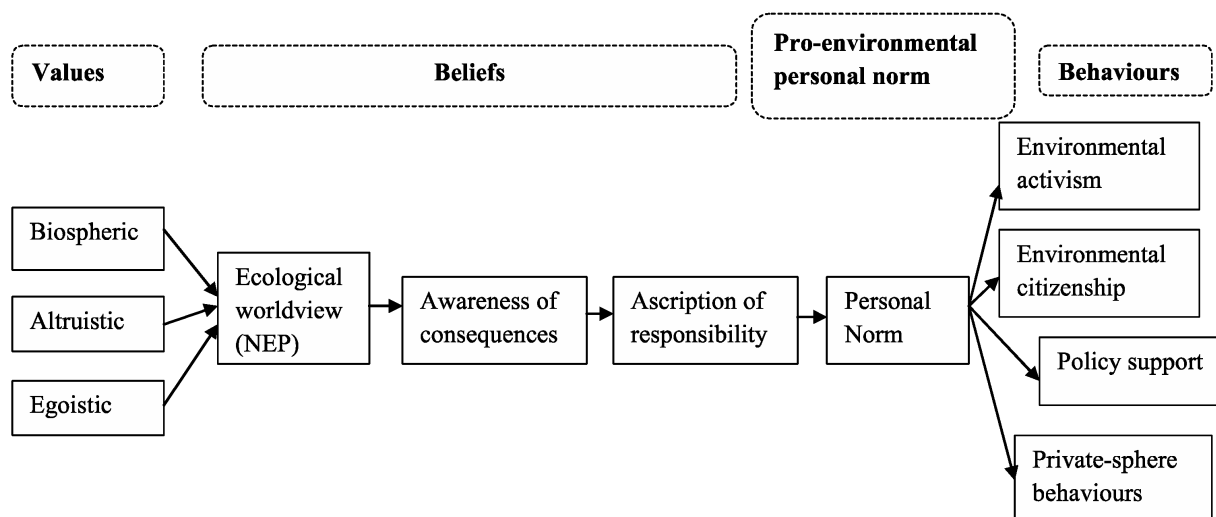 Values
Beliefs
Pro-environmental
personal norm
Behaviours
Biospheric
Altruistic
Egoistic
Ecological
worldview
(NEP)
Awareness of
consequences
Ascription of
responsibility
Personal
Norm
Environmental
activism
Environmental
citizenship
Policy support
Private-sphere
behaviours